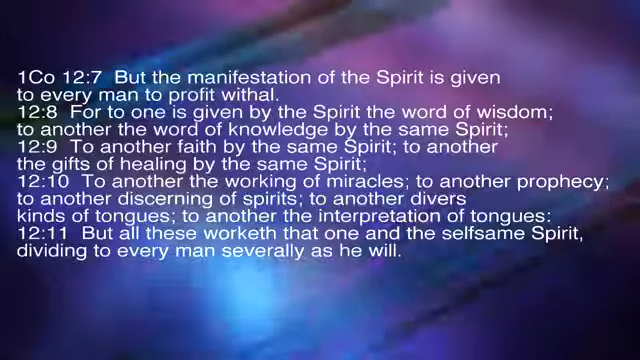 1Co 12:7  But the manifestation of the Spirit is given
to every man to profit withal.
12:8  For to one is given by the Spirit the word of wisdom;
to another the word of knowledge by the same Spirit;
12:9  To another faith by the same Spirit; to another
the gifts of healing by the same Spirit;
12:10  To another the working of miracles; to another prophecy;
to another discerning of spirits; to another divers
kinds of tongues; to another the interpretation of tongues:
12:11  But all these worketh that one and the selfsame Spirit,
dividing to every man severally as he will.